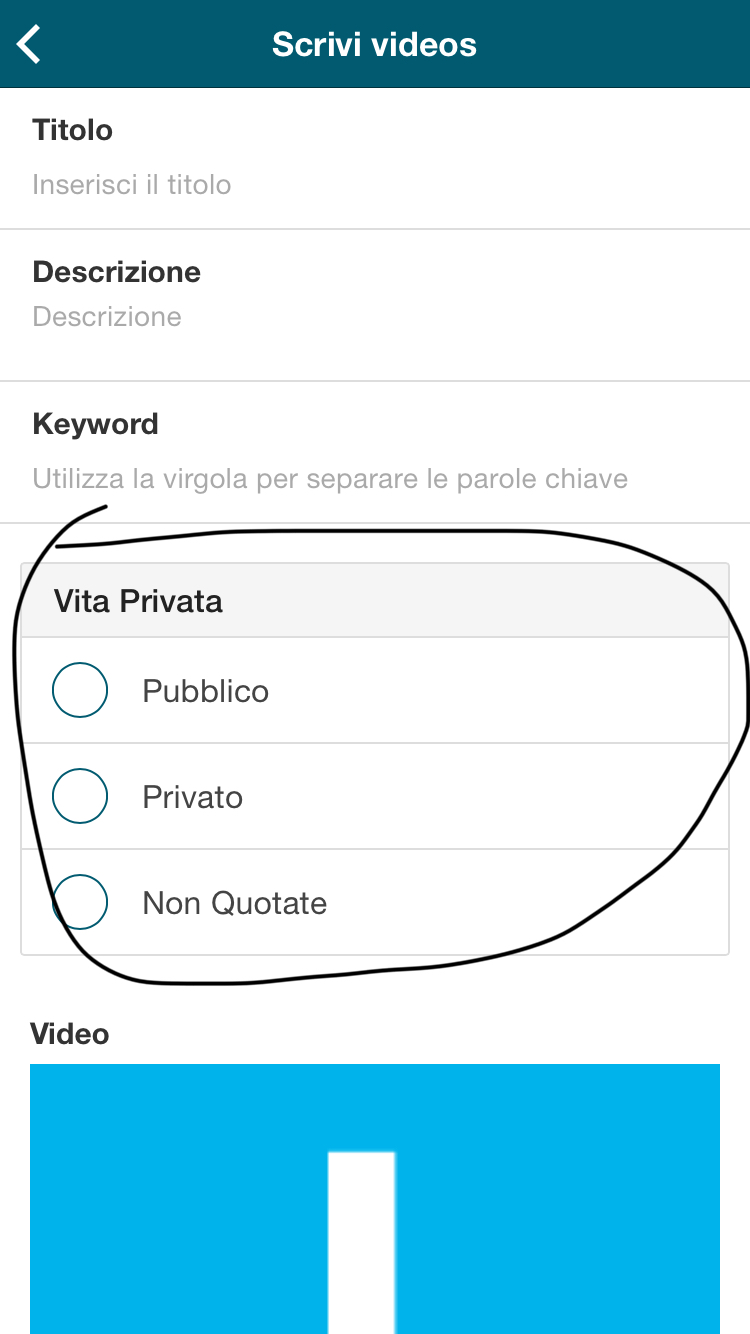 Scrivi videos
Titolo
Inserisci il titolo
Descrizione
Descrizione
Keyword
Utilizza la virgola per separare le parole chiave
Vita Privata
Pubblico
Privato
Non Quotate
Video